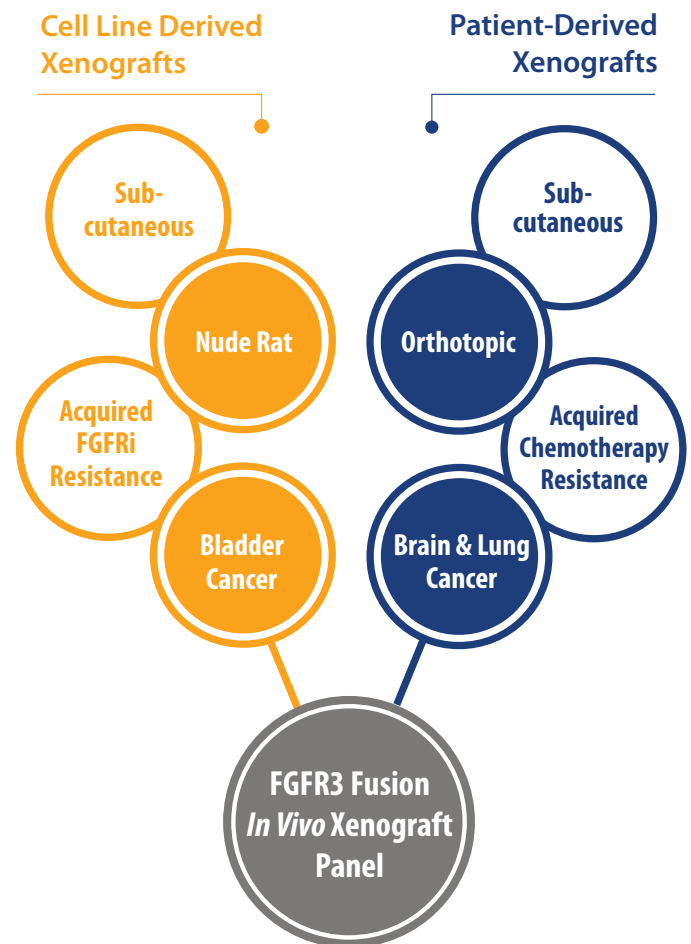 Cell Line Derived
Xenografts
Patient-Derived
Xenografts
Sub-
cutaneous
Nude Rat
Acquired
FGFRi
Resistance
Bladder
Cancer
Sub-
cutaneous
Orthotopic
Acquired
Chemotherapy
Resistance
Brain & Lung
Cancer
FGFR3 Fusion
In Vivo Xenograft
Panel